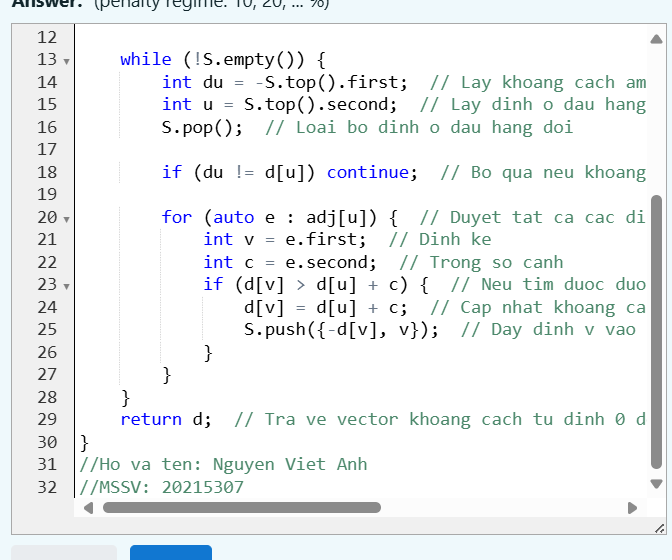 Answer: (penalty regime: 10, 20, ... %)
12
13 while (!S.empty()) {
14 int du = -S.top().first; // Lay khoang cach am
15 int u = S.top().second; // Lay dinh o dau hang
16 S.pop(); // Loai bo dinh o dau hang doi
17
18 if (du != d[u]) continue; // Bo qua neu khoang
19
20 for (auto e : adj[u]) { // Duyet tat ca cac di
21 int v = e.first; // Dinh ke
22 int c = e.second; // Trong so canh
23 if (d[v] > d[u] + c) { // Neu tim duoc duo
24 d[v] = d[u] + c; // Cap nhat khoang ca
25 S.push({-d[v], v}); // Day dinh v vao
26 }
27 }
28 }
29 return d; // Tra ve vector khoang cach tu dinh 0 d
30 }
31 //Ho va ten: Nguyen Viet Anh
32 //MSSV: 20215307